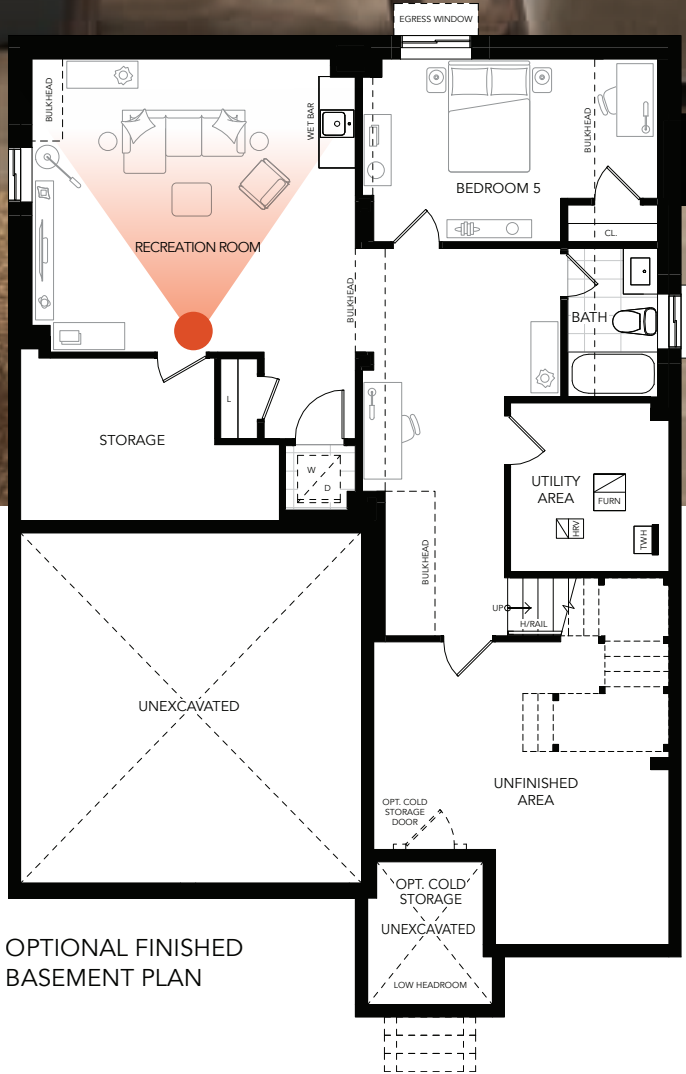 EGRESS WINDOW
BULKHEAD
WET BAR
BULKHEAD
BEDROOM 5
CL.
RECREATION ROOM
BULKHEAD
BATH
L
STORAGE
W
D
UTILITY
AREA
FURN
HRV
TWH
BULKHEAD
UP
H/RAIL
UNEXCAVATED
UNFINISHED
AREA
OPT. COLD
STORAGE
DOOR
OPT. COLD
STORAGE
UNEXCAVATED
LOW HEADROOM
OPTIONAL FINISHED
BASEMENT PLAN